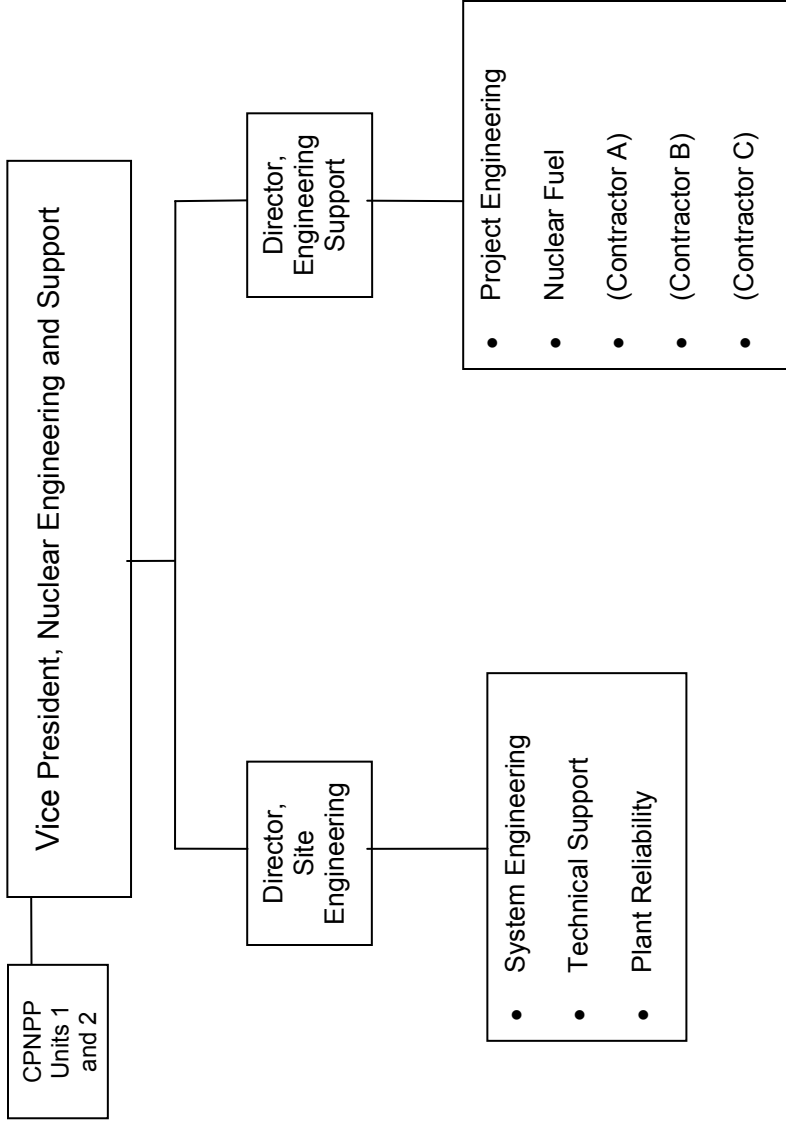 CPNPP
Units 1
and 2
Vice President, Nuclear Engineering and Support
Director,
Site
Engineering
Director,
Engineering
Support
• System Engineering
• Technical Support
• Plant Reliability
• Project Engineering
• Nuclear Fuel
• (Contractor A)
• (Contractor B)
• (Contractor C)